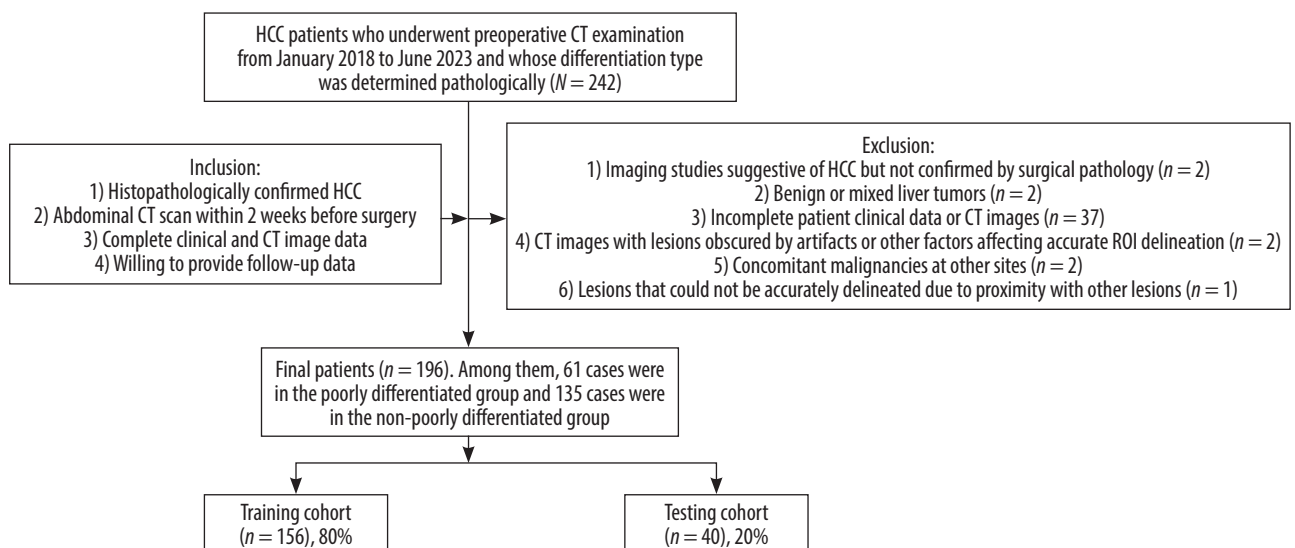 HCC patients who underwent preoperative CT examination
from January 2018 to June 2023 and whose differentiation type
was determined pathologically (N = 242)
Inclusion:
1) Histopathologically confirmed HCC
2) Abdominal CT scan within 2 weeks before surgery
3) Complete clinical and CT image data
4) Willing to provide follow-up data
Exclusion:
1) Imaging studies suggestive of HCC but not confirmed by surgical pathology (n = 2)
2) Benign or mixed liver tumors (n = 2)
3) Incomplete patient clinical data or CT images (n = 37)
4) CT images with lesions obscured by artifacts or other factors affecting accurate ROI delineation (n = 2)
5) Concomitant malignancies at other sites (n = 2)
6) Lesions that could not be accurately delineated due to proximity with other lesions (n = 1)
Final patients (n = 196). Among them, 61 cases were
in the poorly differentiated group and 135 cases were
in the non-poorly differentiated group
Training cohort
(n = 156), 80%
Testing cohort
(n = 40), 20%